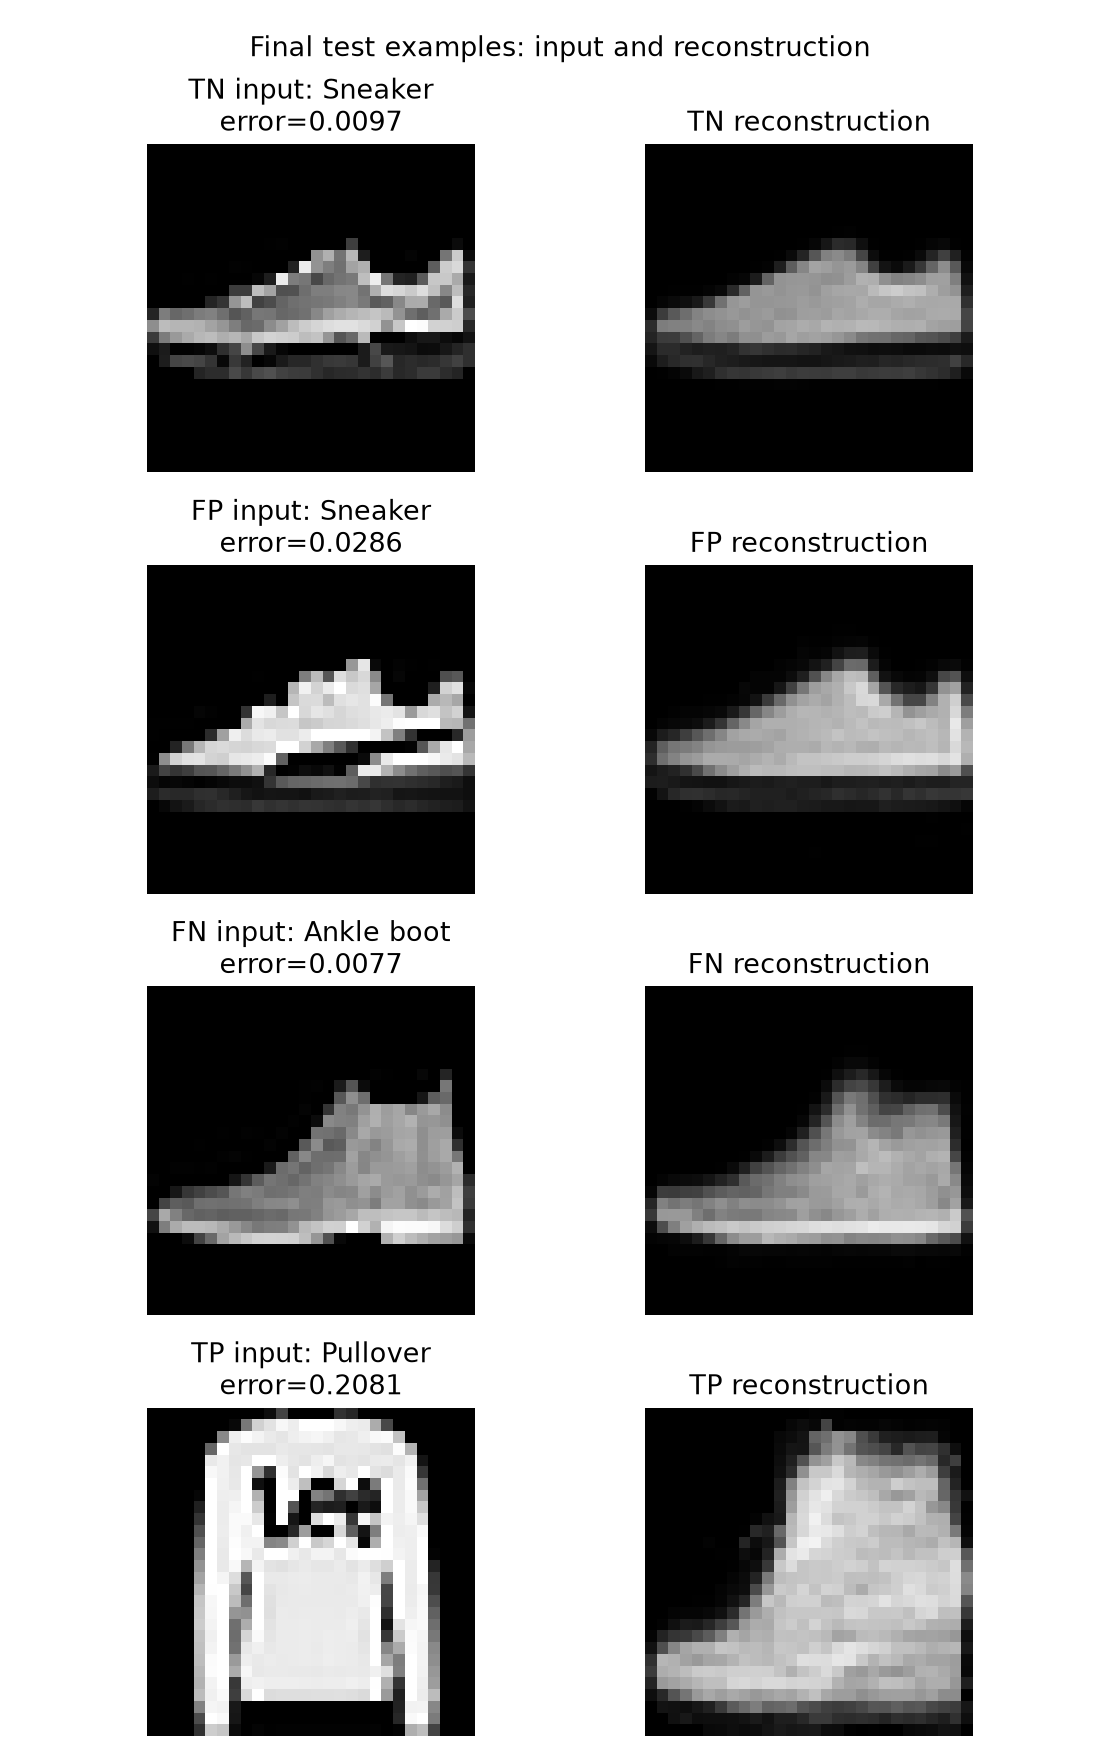 Final test examples: input and reconstruction
TN input: Sneaker
error=0.0097
TN reconstruction
FP input: Sneaker
error=0.0286
FP reconstruction
FN input: Ankle boot
error=0.0077
FN reconstruction
TP input: Pullover
error=0.2081
TP reconstruction